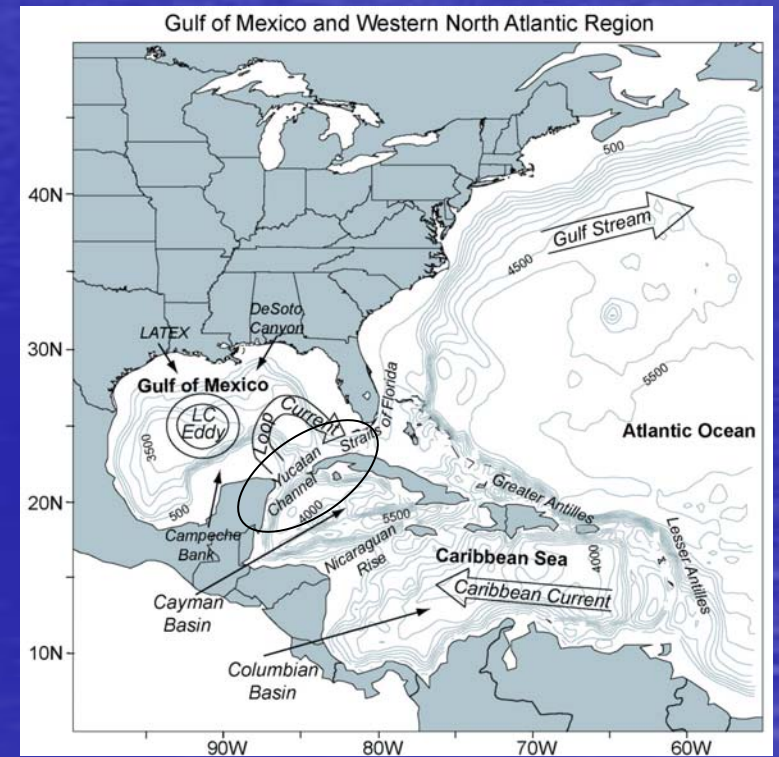 Gulf of Mexico and Western North Atlantic Region
500
40N
Gulf Stream
4500
DeSoto
Canyon
LATEX
30N
Gulf of Mexico
5500
LC
Eddy
Loop
Current
Straits of Florida
Atlantic Ocean
3500
Yucatan
Channel
20N
500
4000
5500
Greater Antilles
Lesser Antilles
Campeche
Bank
Nicaraguan
Rise
Caribbean Sea
4000
Caribbean Current
Cayman
Basin
Columbian
Basin
10N
90W
80W
70W
60W